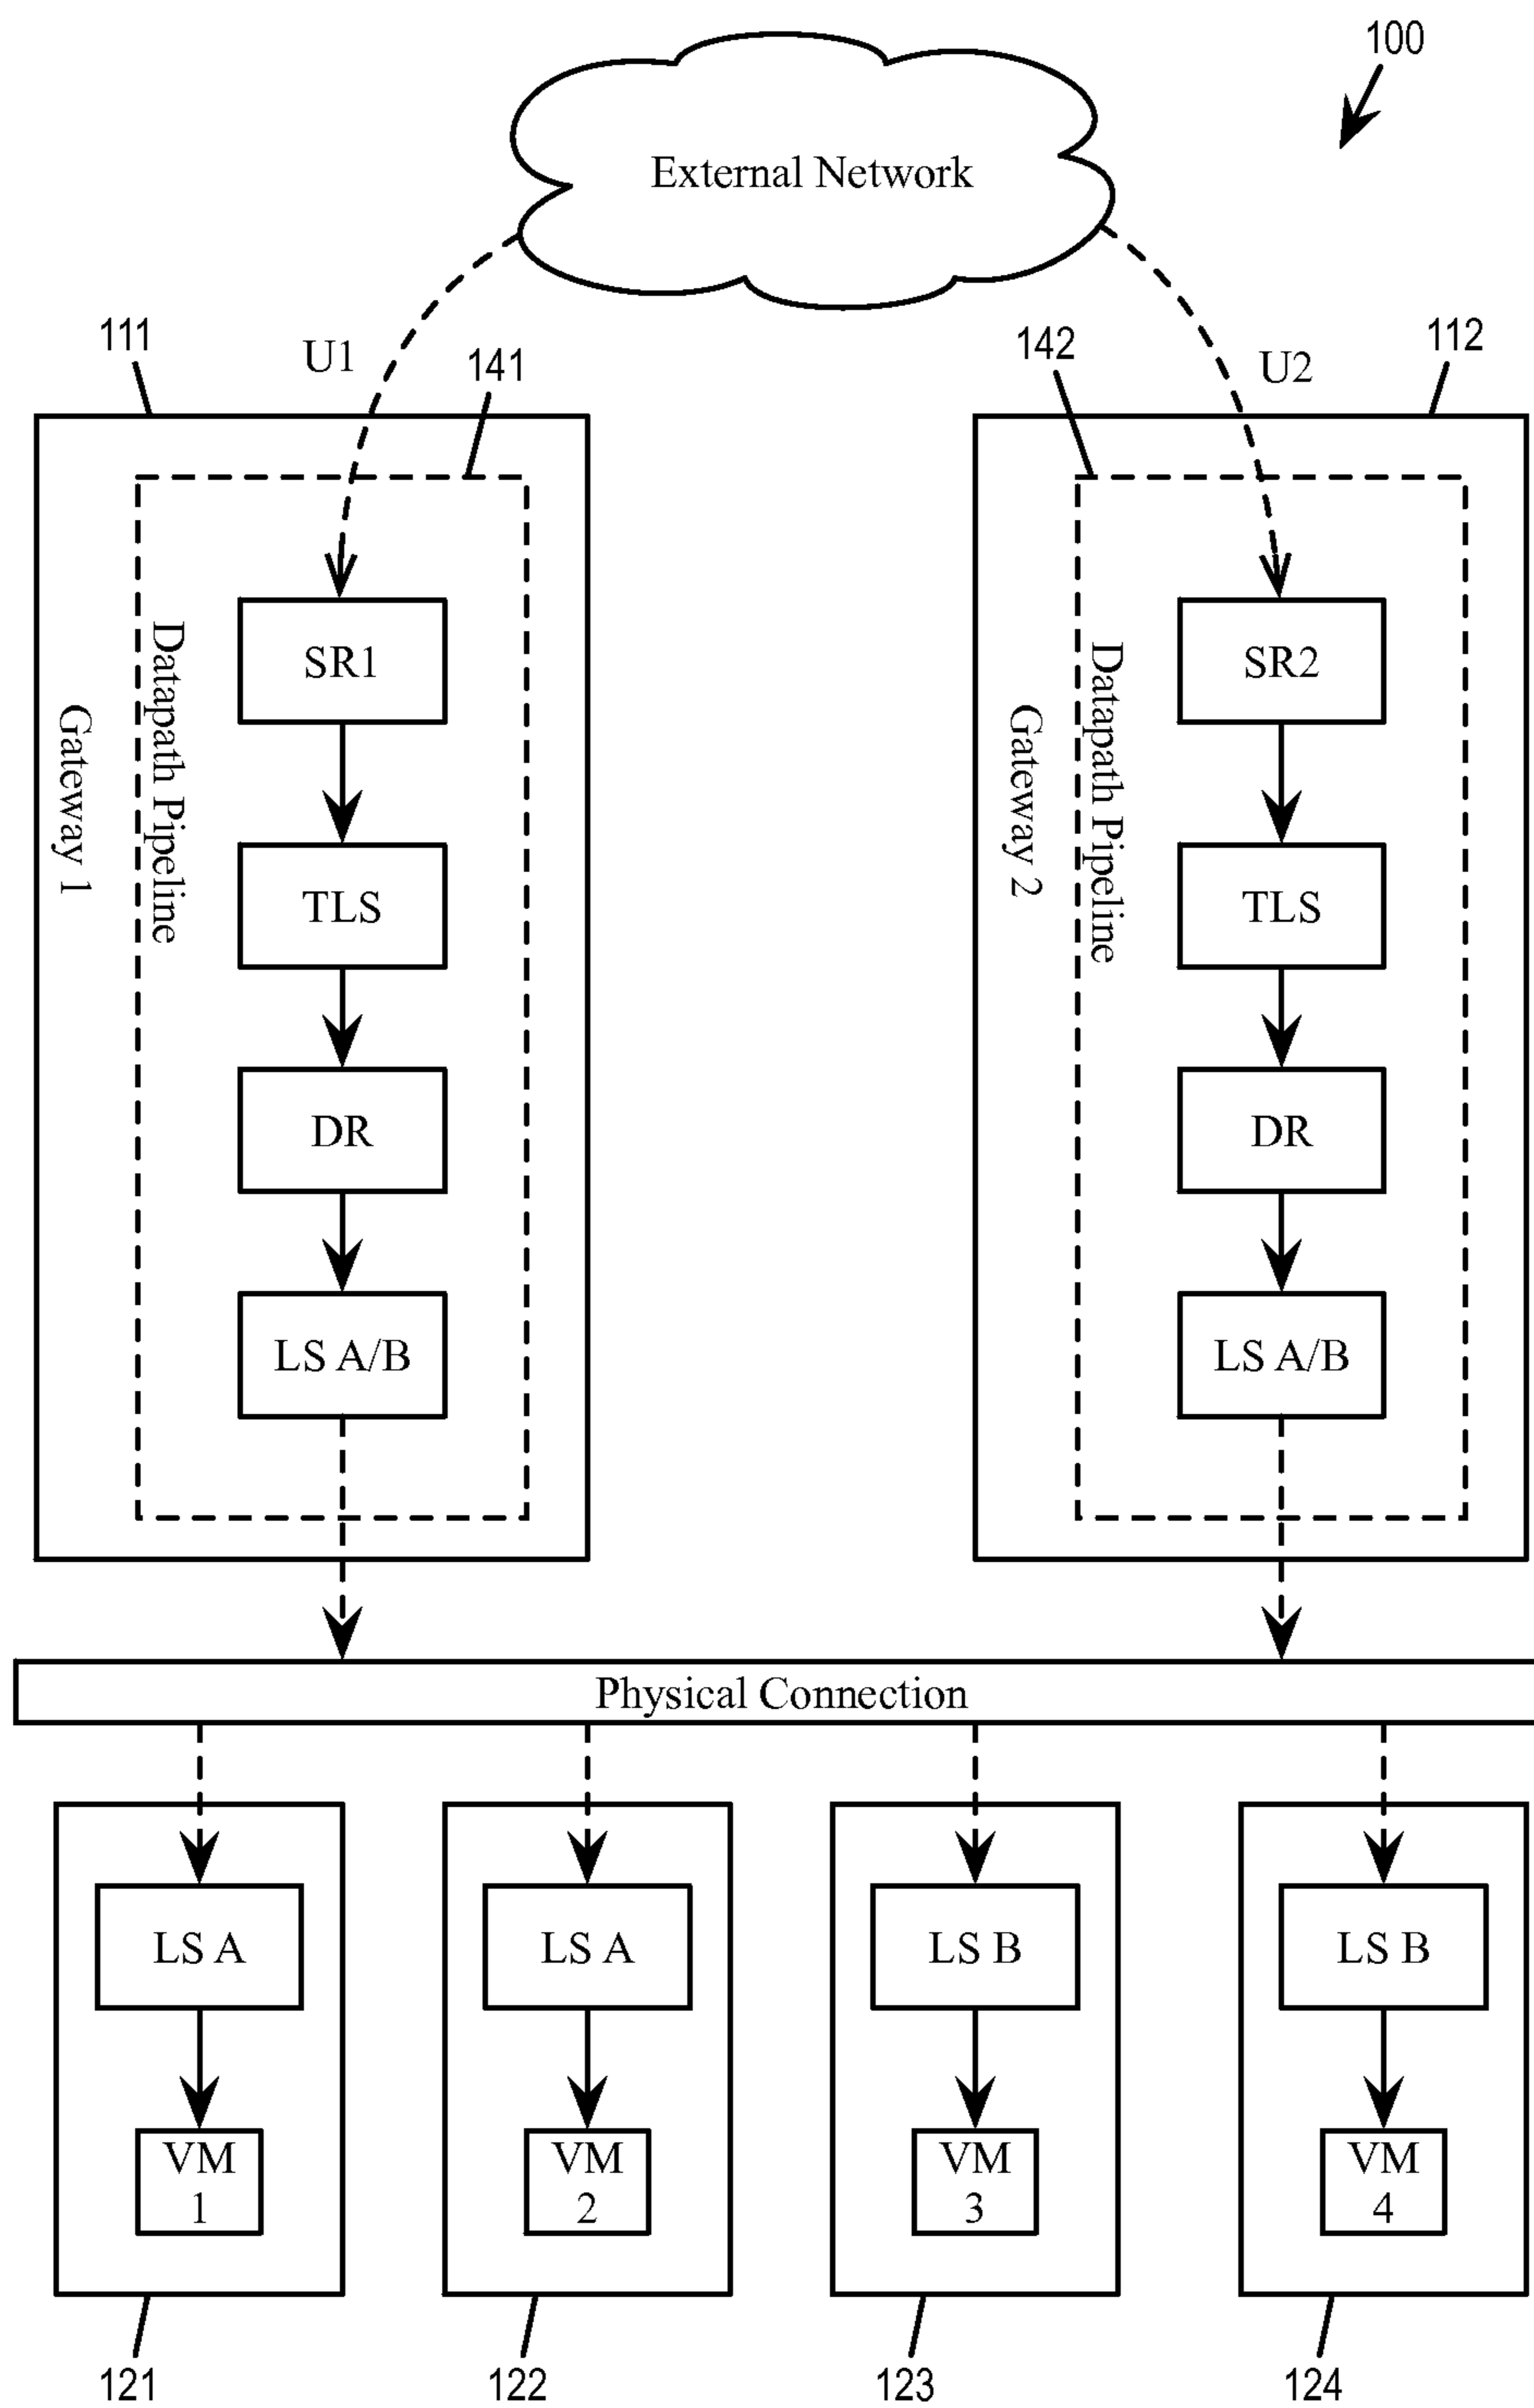 100
External Network
111
U1
141
142
U2
112
Gateway 1
Datapath Pipeline
SR1
TLS
DR
LS A/B
Gateway 2
Datapath Pipeline
SR2
TLS
DR
LS A/B
Physical Connection
LS A
LS A
LS B
LS B
VM
1
VM
2
VM
3
VM
4
121
122
123
124